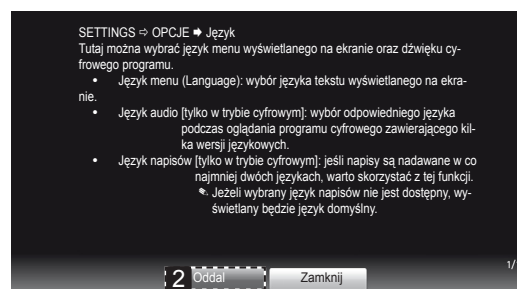 SETTINGS ⇨ OPCJE ➡ Język
Tutaj można wybrać język menu wyświetlanego na ekranie oraz dźwięku cy-
frowego programu.
• Język menu (Language): wybór języka tekstu wyświetlanego na ekra-
nie.
• Język audio [tylko w trybie cyfrowym]: wybór odpowiedniego języka
podczas oglądania programu cyfrowego zawierającego kil-
ka wersji językowych.
• Język napisów [tylko w trybie cyfrowym]: jeśli napisy są nadawane w co
najmniej dwóch językach, warto skorzystać z tej funkcji.
✎ Jeżeli wybrany język napisów nie jest dostępny, wy-
świetlany będzie język domyślny.
1/
2 Oddal
Zamknij